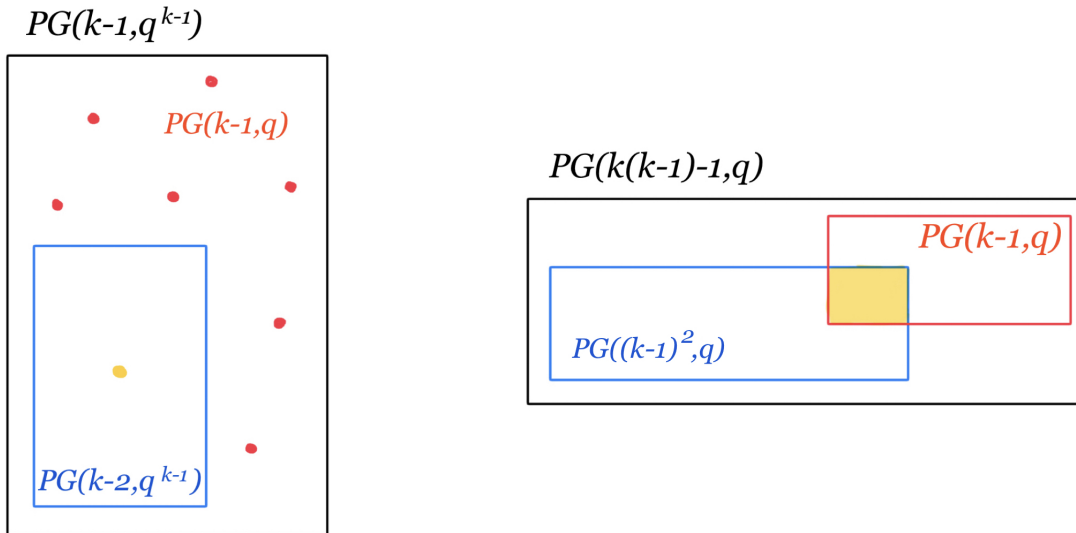 PG(k-1,q^{k-1})
PG(k-1,q)
PG(k-2,q^{k-1})
PG(k(k-1)-1,q)
PG(k-1,q)
PG((k-1)^2,q)